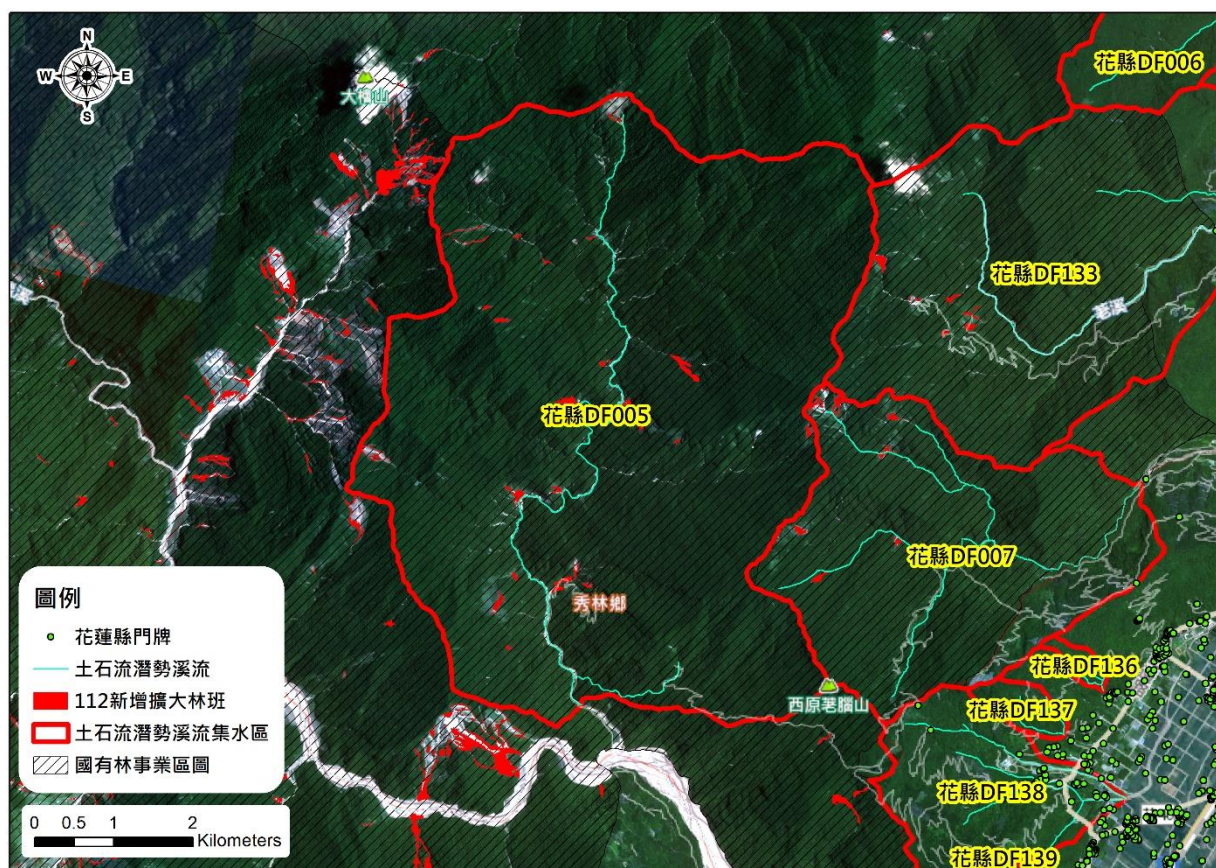 N
W
E
S
大檜山
花縣DF006
花縣DF133
荖溪
花縣DF005
花縣DF007
秀林鄉
花縣DF136
西原荖腦山
花縣DF137
花縣DF138
花縣DF139
圖例
花蓮縣門牌
土石流潛勢溪流
112新增擴大林班
土石流潛勢溪流集水區
國有林事業區圖
0 0.5 1 2
Kilometers